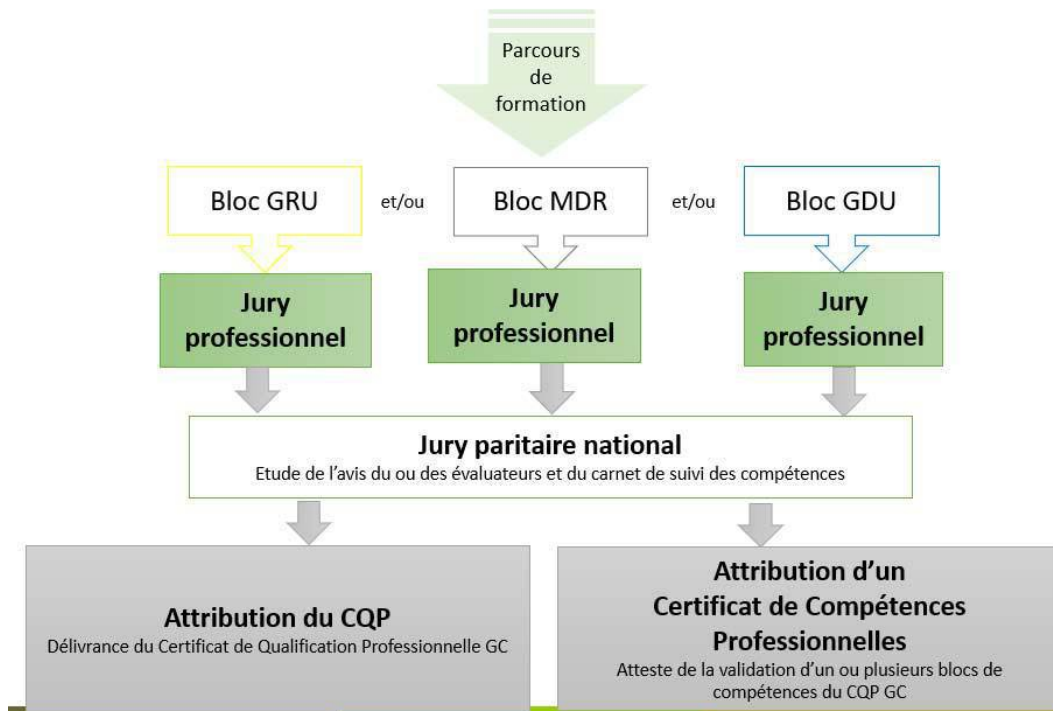 Parcours
de
formation
Bloc GRU
et/ou
Bloc MDR
et/ou
Bloc GDU
Jury
professionnel
Jury
professionnel
Jury
professionnel
Jury paritaire national
Etude de l'avis du ou des évaluateurs et du carnet de suivi des compétences
Attribution du CQP
Délivrance du Certificat de Qualification Professionnelle GC
Attribution d'un
Certificat de Compétences
Professionnelles
Atteste de la validation d'un ou plusieurs blocs de
compétences du CQP GC